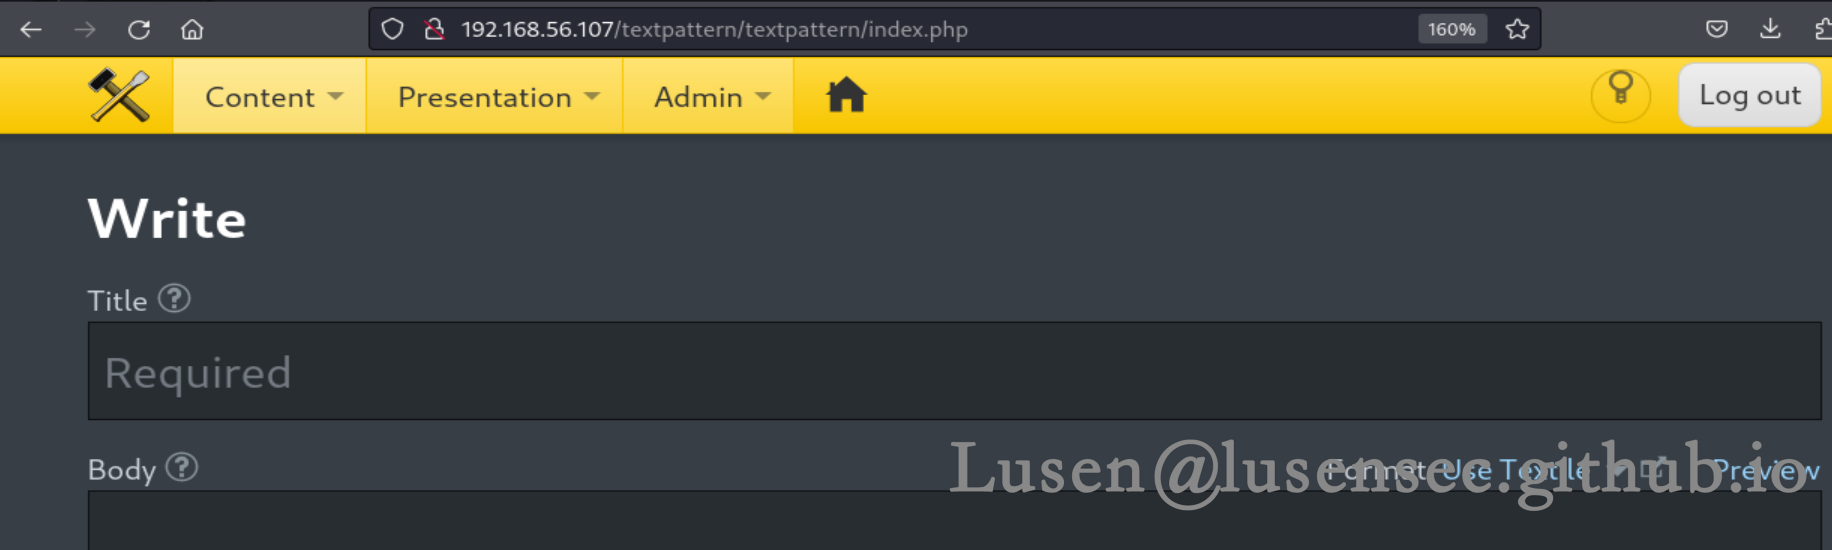 192.168.56.107/textpattern/textpattern/index.php 160%
Content Presentation Admin Log out
Write
Title ?
Required
Body ? Format Use Textile Preview
Lusen@lusensec.github.io